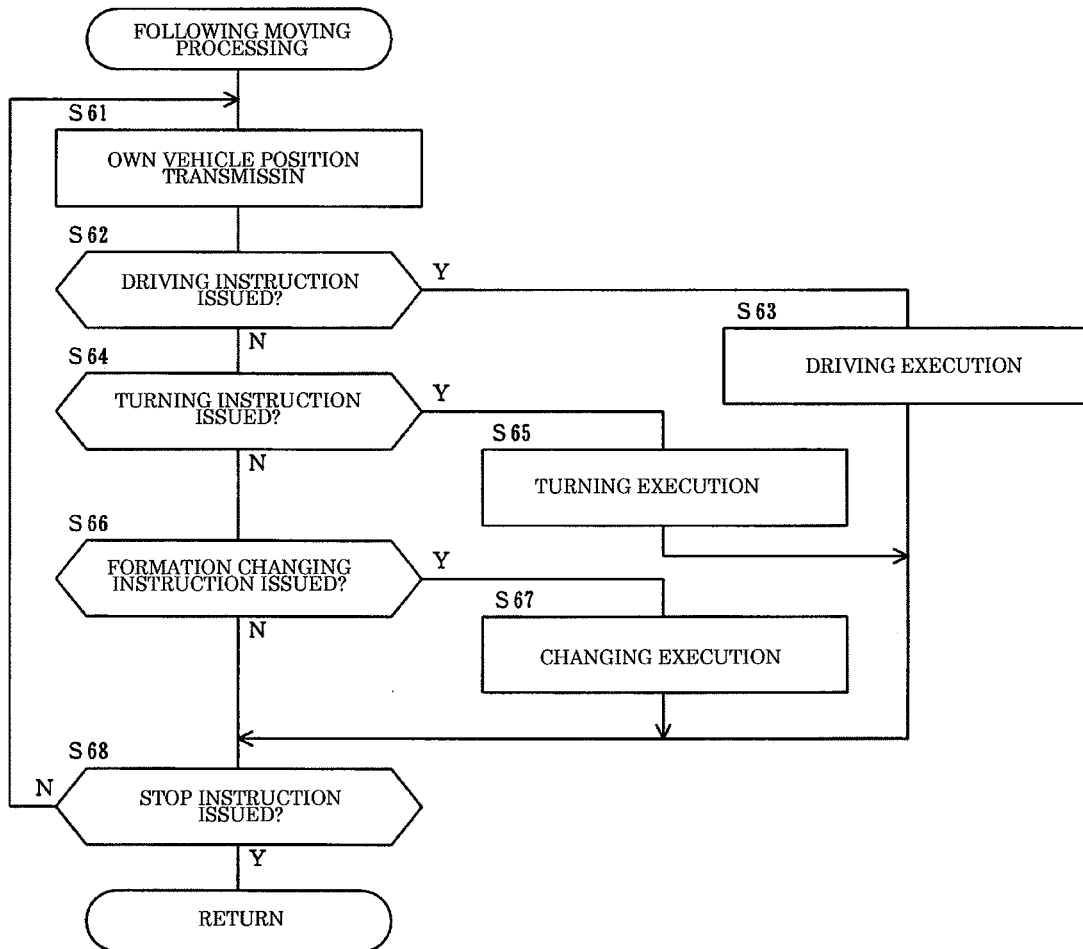 FOLLOWING MOVING
PROCESSING
S61
OWN VEHICLE POSITION
TRANSMISSIN
S62
DRIVING INSTRUCTION
ISSUED?
Y
N
S63
DRIVING EXECUTION
S64
TURNING INSTRUCTION
ISSUED?
Y
N
S65
TURNING EXECUTION
S66
FORMATION CHANGING
INSTRUCTION ISSUED?
Y
N
S67
CHANGING EXECUTION
S68
N
STOP INSTRUCTION
ISSUED?
Y
RETURN